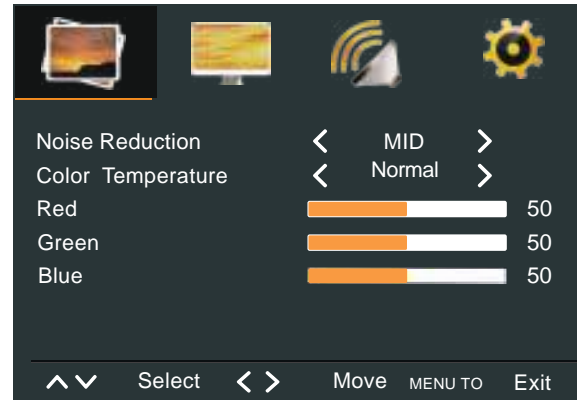 Noise Reduction MID
Color Temperature Normal
Red 50
Green 50
Blue 50
Select Move MENU TO Exit